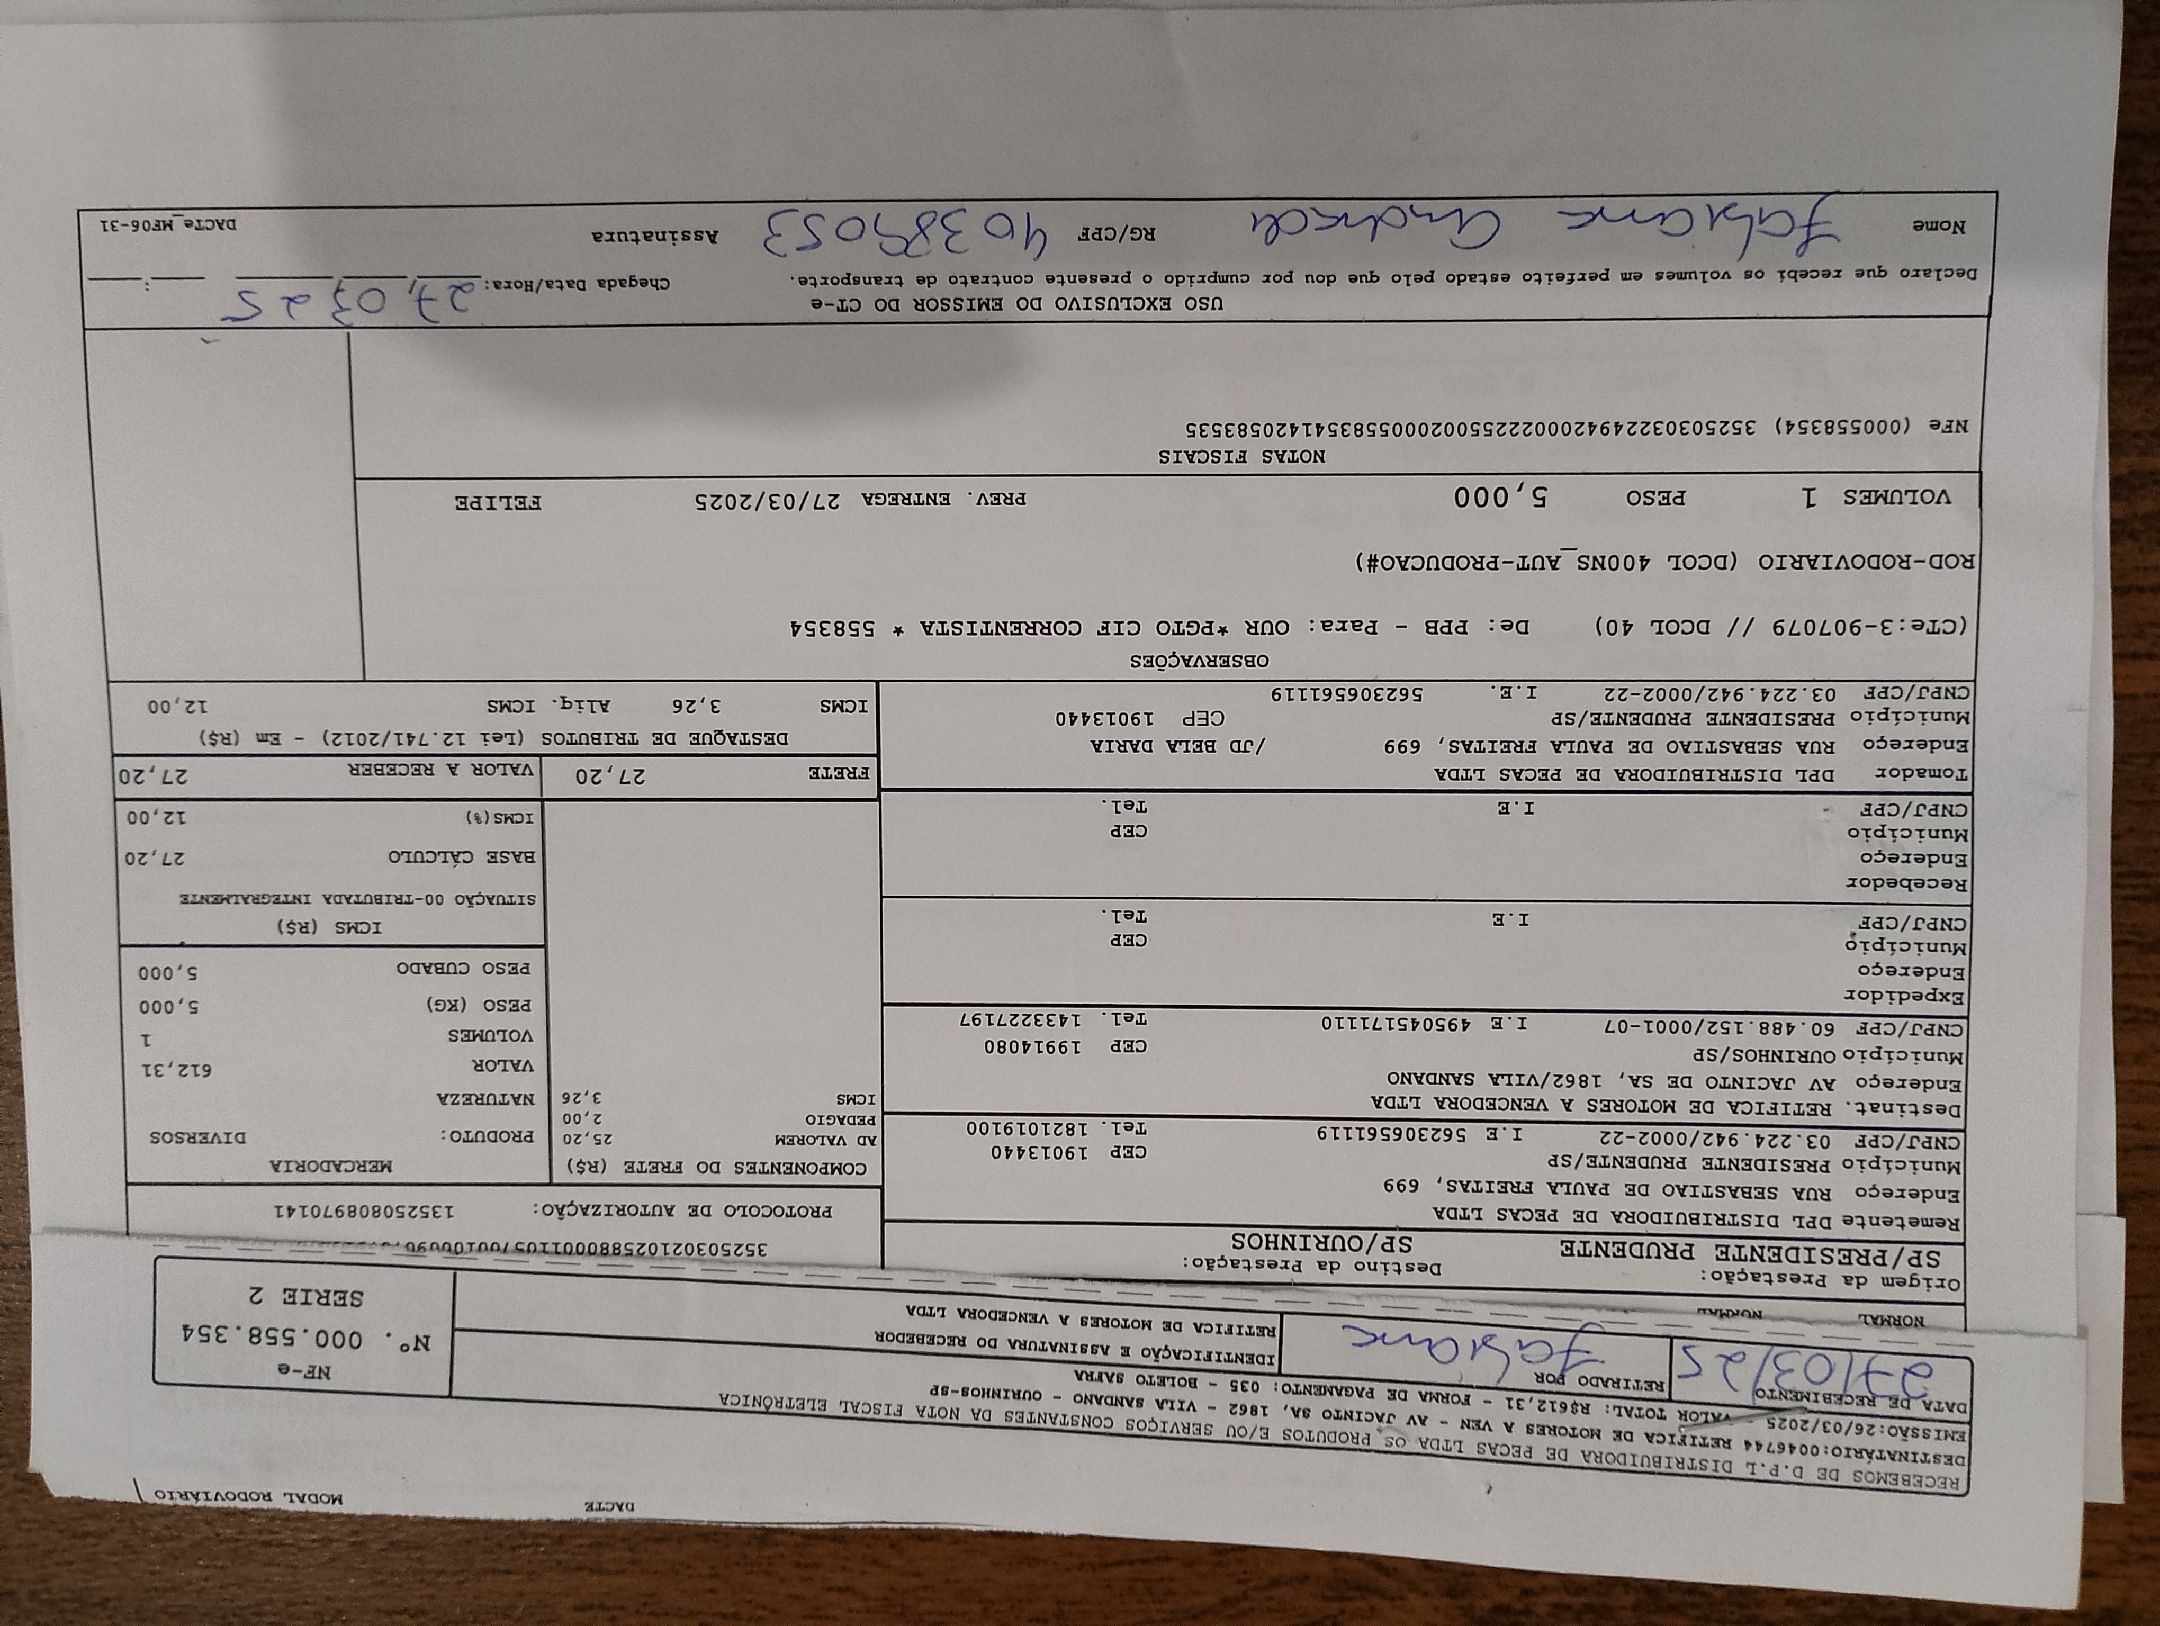 DACTE MODAL RODOVIÁRIO
RECEBEMOS DE D.P.L DISTRIBUIDORA DE PECAS LTDA OS PRODUTOS E/OU SERVIÇOS CONSTANTES DA NOTA FISCAL ELETRÔNICA
DESTINATÁRIO:0046744 RETIFICA DE MOTORES A VEN - AV JACINTO SA, 1862 - VILA SANDANO - OURINHOS-SP
EMISSÃO:26/03/2025 - VALOR TOTAL: R$612,31 - FORMA DE PAGAMENTO: 035 - BOLETO SAFRA
DATA DE RECEBIMENTO
27/03/25
RETIRADO POR
Fabiane
IDENTIFICAÇÃO E ASSINATURA DO RECEBEDOR
RETIFICA DE MOTORES A VENCEDORA LTDA
NF-e
Nº. 000.558.354
SERIE 2
NORMAL NORMAL
Origem da Prestação:
SP/PRESIDENTE PRUDENTE
Destino da Prestação:
SP/OURINHOS
PROTOCOLO DE AUTORIZAÇÃO: 135250808970141
Remetente DPL DISTRIBUIDORA DE PECAS LTDA
Endereço RUA SEBASTIAO DE PAULA FREITAS, 699
Município PRESIDENTE PRUDENTE/SP CEP 19013440
CNPJ/CPF 03.224.942/0002-22 I.E 562306561119 Tel. 1821019100
Destinat. RETIFICA DE MOTORES A VENCEDORA LTDA
Endereço AV JACINTO DE SA, 1862/VILA SANDANO
Município OURINHOS/SP CEP 19914080
CNPJ/CPF 60.488.152/0001-07 I.E 495045171110 Tel. 1433227197
Expedidor
Endereço
Município CEP
CNPJ/CPF I.E Tel.
Recebedor
Endereço
Município CEP
CNPJ/CPF I.E Tel.
Tomador DPL DISTRIBUIDORA DE PECAS LTDA
Endereço RUA SEBASTIAO DE PAULA FREITAS, 699 /JD BELA DARIA
Município PRESIDENTE PRUDENTE/SP CEP 19013440
CNPJ/CPF 03.224.942/0002-22 I.E. 562306561119
COMPONENTES DO FRETE (R$)
AD VALOREM 25,20
PEDAGIO 2,00
ICMS 3,26
MERCADORIA
PRODUTO: DIVERSOS
NATUREZA
VALOR 612,31
VOLUMES 1
PESO (KG) 5,000
PESO CUBADO 5,000
ICMS (R$)
SITUAÇÃO 00-TRIBUTADA INTEGRALMENTE
BASE CÁLCULO 27,20
ICMS(%) 12,00
FRETE 27,20 VALOR A RECEBER 27,20
DESTAQUE DE TRIBUTOS (Lei 12.741/2012) - Em (R$)
ICMS 3,26 Aliq. ICMS 12,00
OBSERVAÇÕES
(CTe:3-907079 // DCOL 40) De: PPB - Para: OUR *PGTO CIF CORRENTISTA * 558354
ROD-RODOVIARIO (DCOL 400NS_AUT-PRODUCAO#)
VOLUMES 1 PESO 5,000 PREV. ENTREGA 27/03/2025 FELIPE
NOTAS FISCAIS
NFe (000558354) 35250303224942000222550020005583541420583535
USO EXCLUSIVO DO EMISSOR DO CT-e
Declaro que recebi os volumes em perfeito estado pelo que dou por cumprido o presente contrato de transporte. Chegada Data/Hora: 27,03 25 :
Nome Fabiane Andrade RG/CPF 40389053 Assinatura DACTe_MF06-31